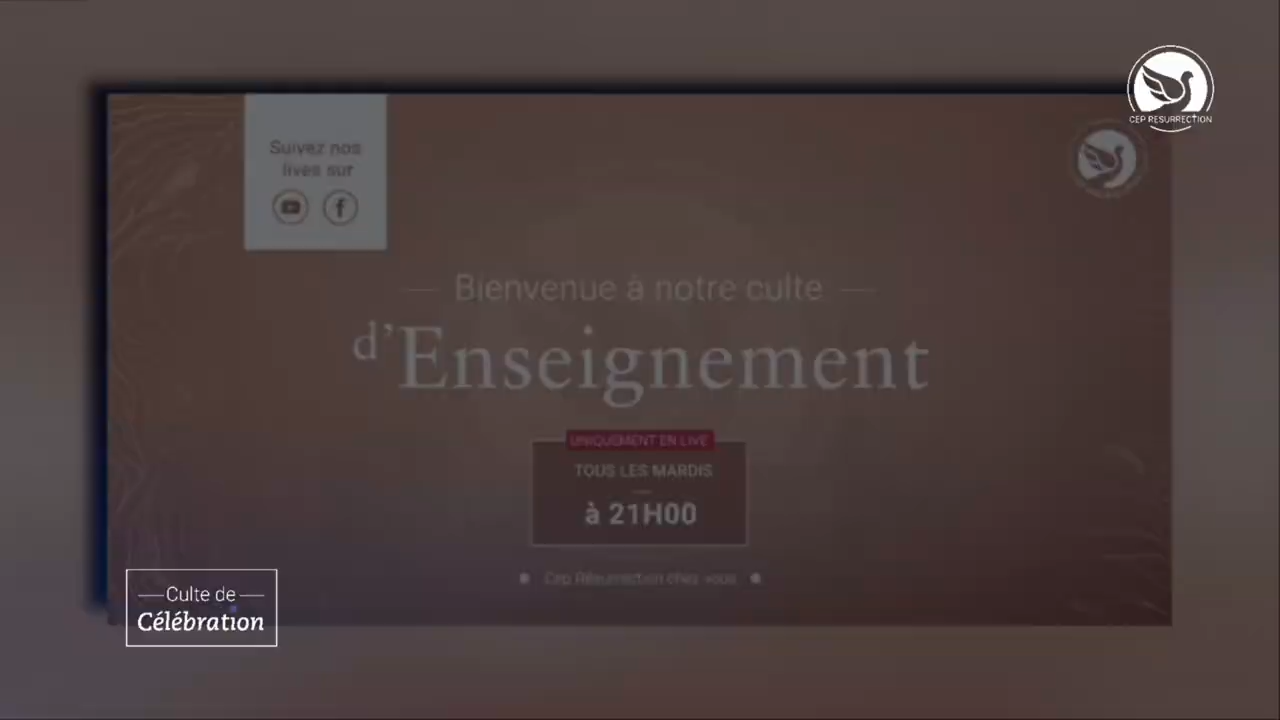 CEP RESURRECTION
Suivez nos
lives sur
Bienvenue à notre culte
d'Enseignement
UNIQUEMENT EN LIVE
TOUS LES MARDIS
à 21H00
Cep Résurrection chez vous
Culte de
Célébration